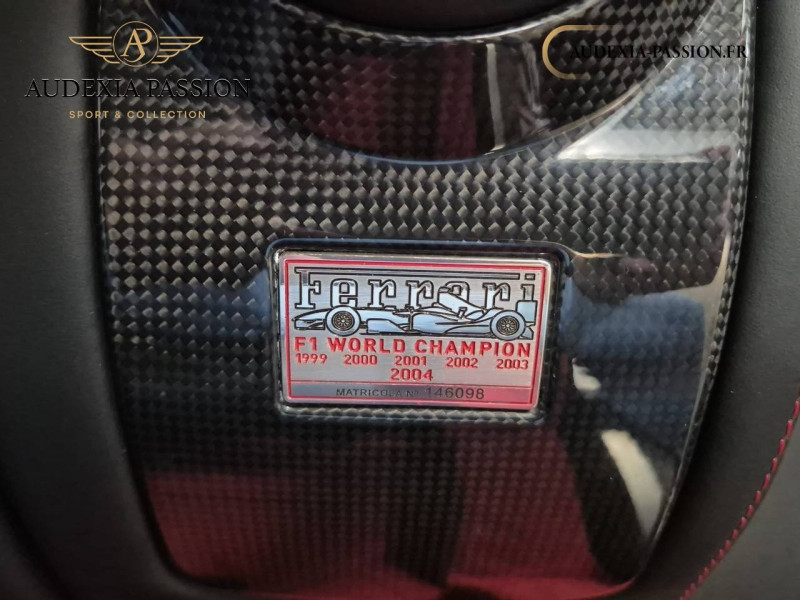 AP
AUDEXIA PASSION
SPORT & COLLECTION
AUDEXIA-PASSION.FR
Ferrari
F1 WORLD CHAMPION
1999 2000 2001 2002 2003
2004
MATRICOLA N° 146098